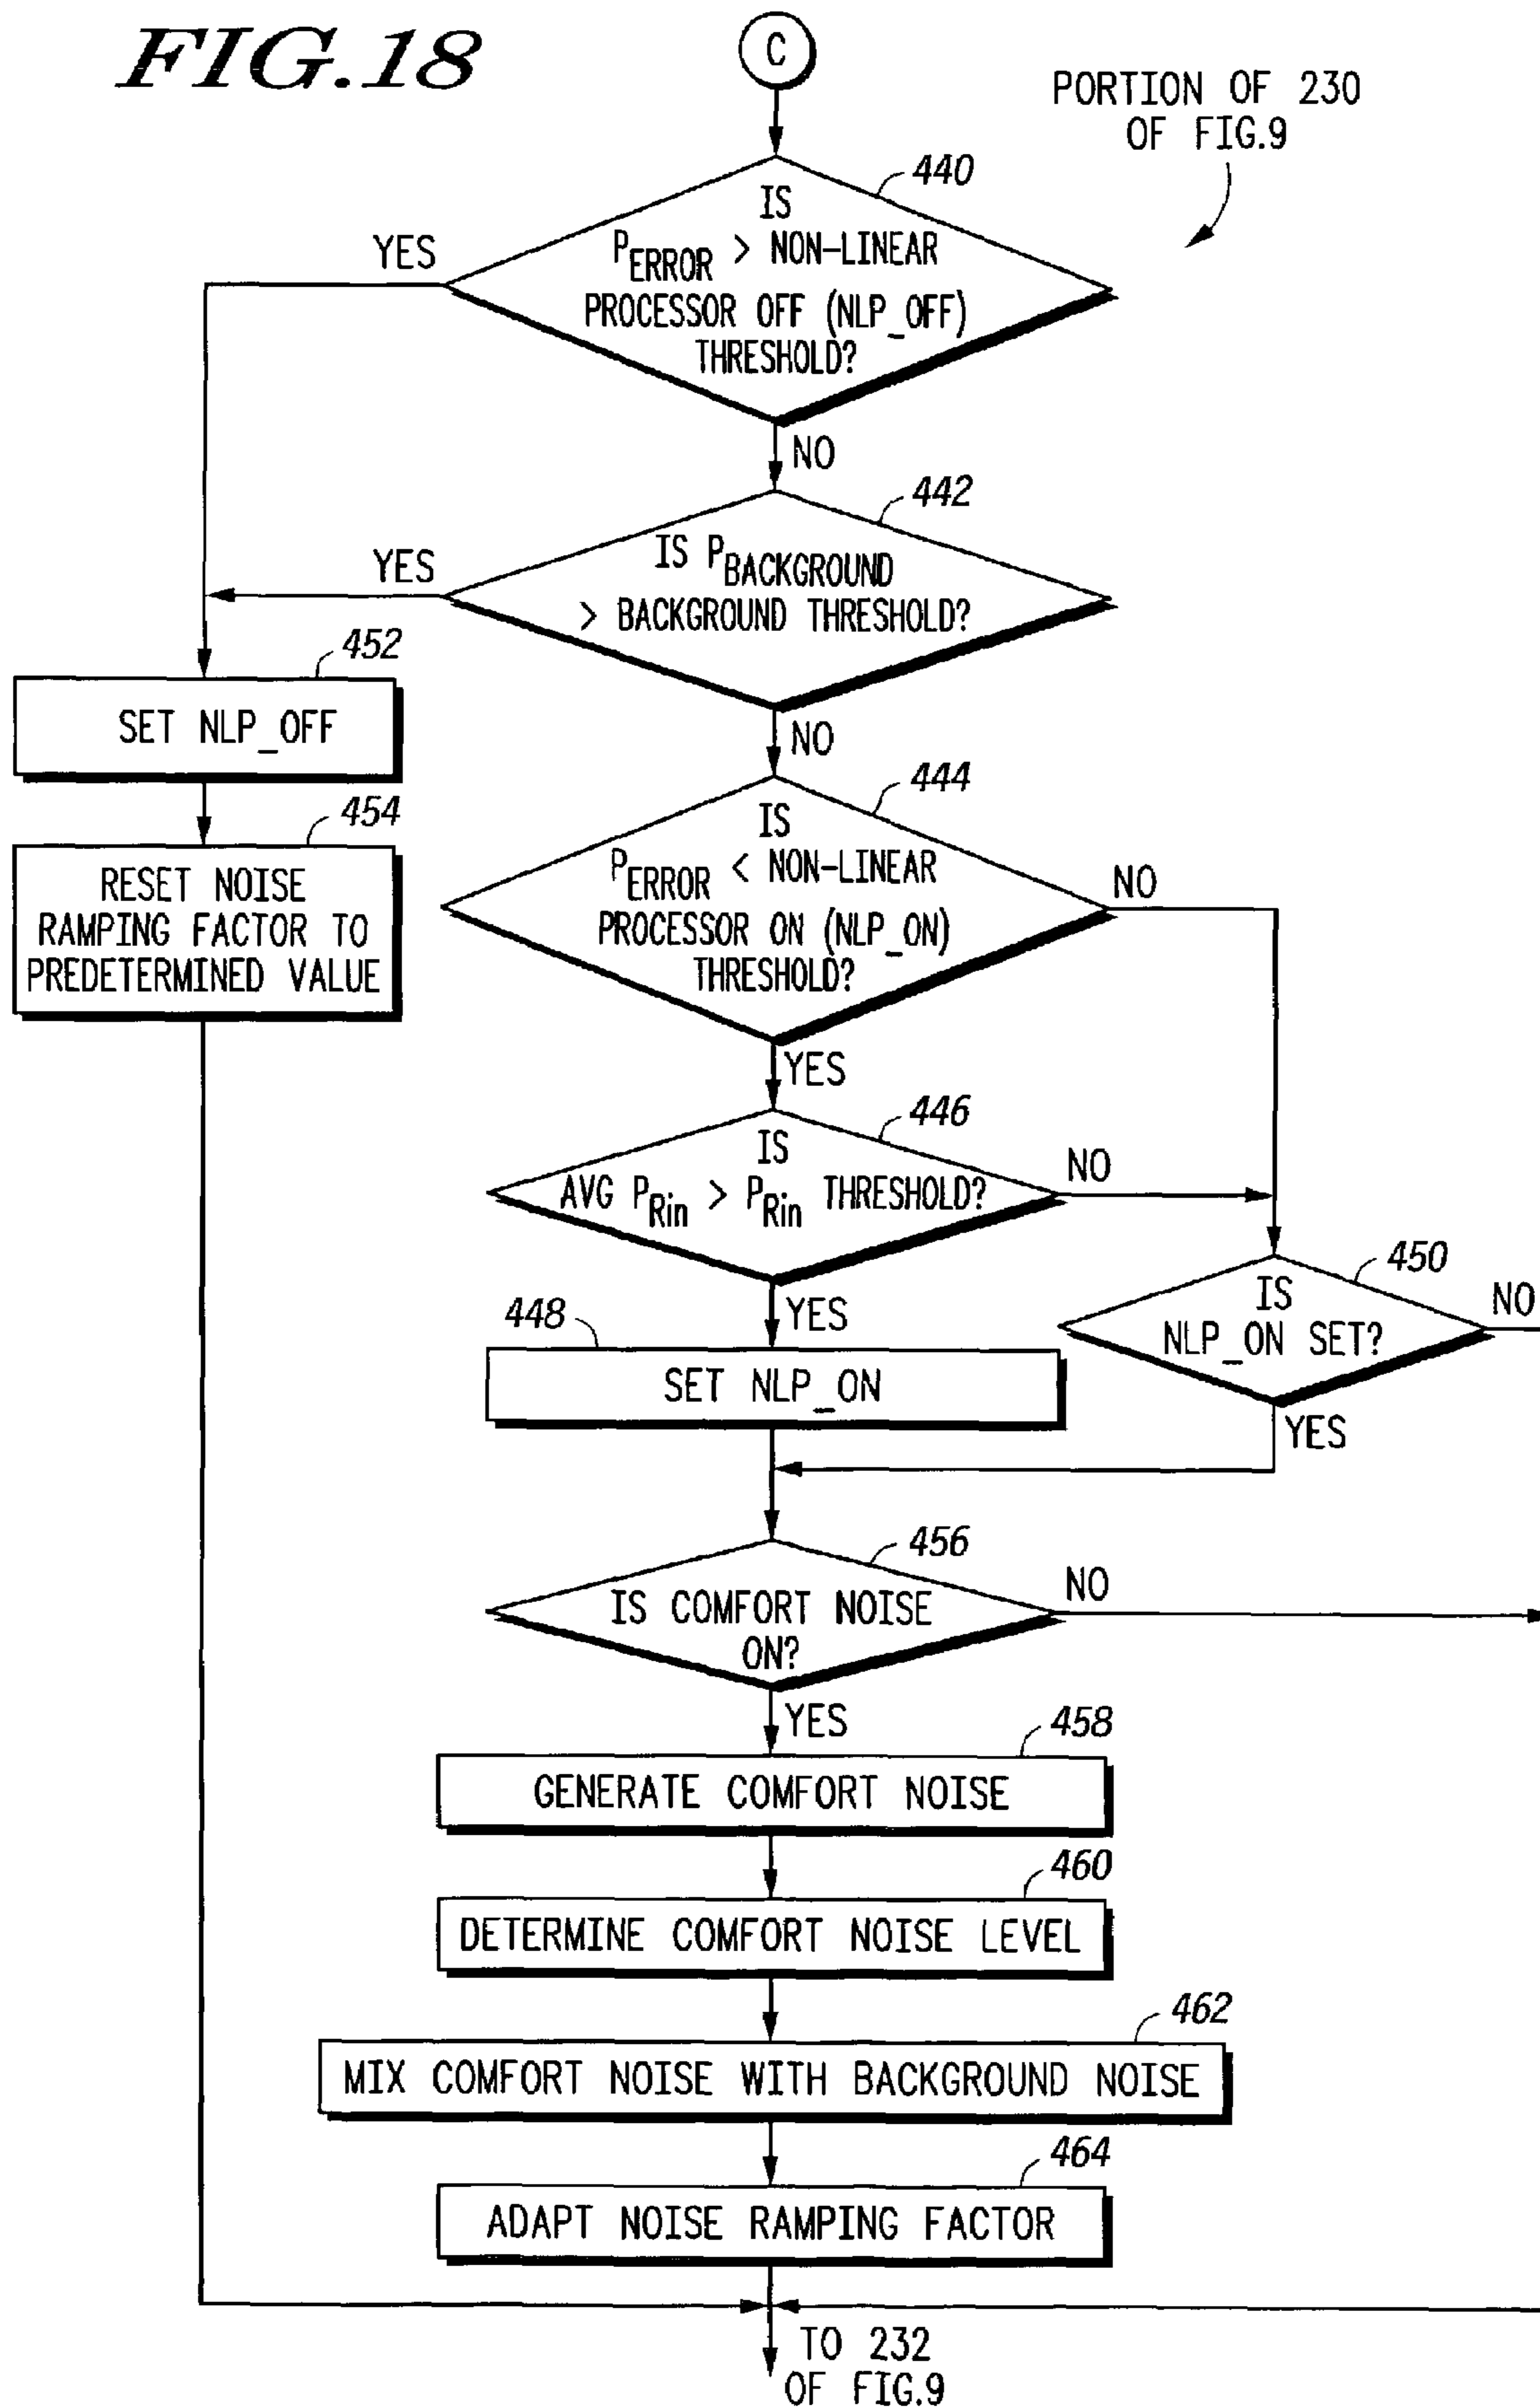 FIG.18
C
PORTION OF 230
OF FIG.9
440
IS
PERROR > NON-LINEAR
PROCESSOR OFF (NLP_OFF)
THRESHOLD?
YES
NO
442
IS PBACKGROUND
> BACKGROUND THRESHOLD?
YES
NO
452
SET NLP_OFF
454
RESET NOISE
RAMPING FACTOR TO
PREDETERMINED VALUE
444
IS
PERROR < NON-LINEAR
PROCESSOR ON (NLP_ON)
THRESHOLD?
NO
YES
446
IS
AVG PRin > PRin THRESHOLD?
NO
YES
450
IS
NLP_ON SET?
NO
YES
448
SET NLP_ON
456
IS COMFORT NOISE
ON?
NO
YES
458
GENERATE COMFORT NOISE
460
DETERMINE COMFORT NOISE LEVEL
462
MIX COMFORT NOISE WITH BACKGROUND NOISE
464
ADAPT NOISE RAMPING FACTOR
TO 232
OF FIG.9